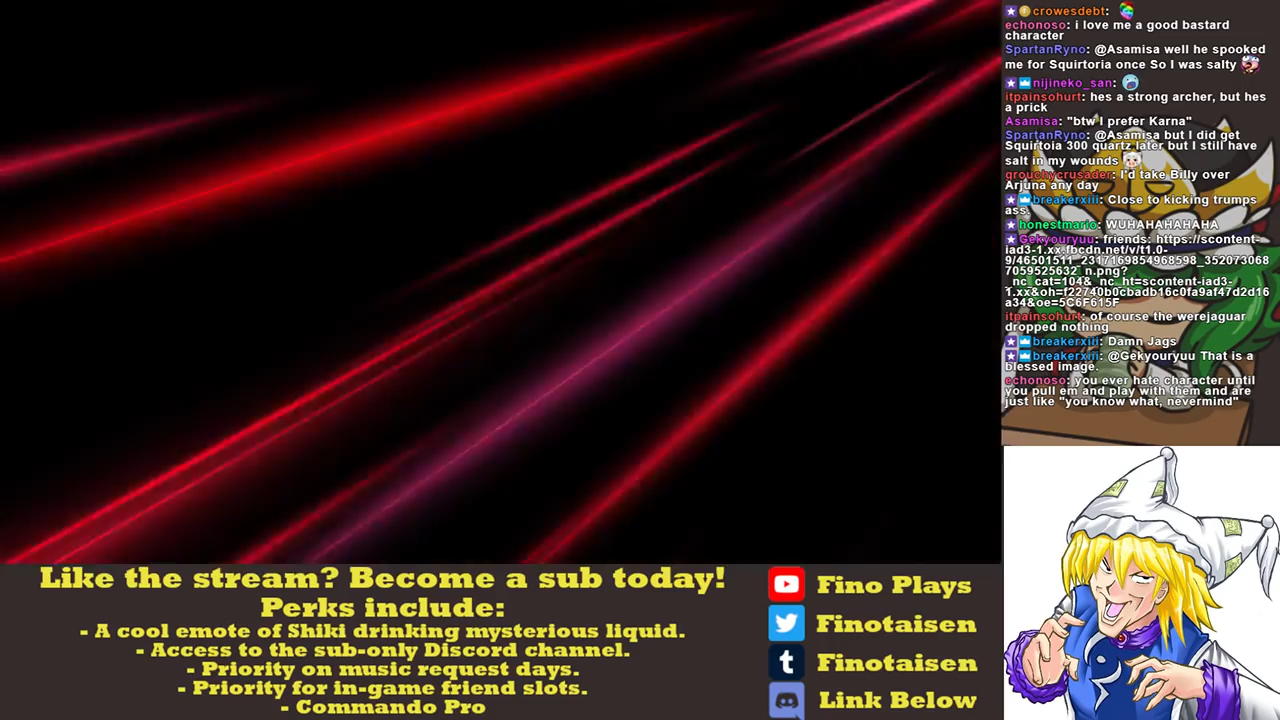 crowesdebt:
echonoso: i love me a good bastard
character
SpartanRyno: @Asamisa well he spooked
me for Squirtoria once So I was salty
nijineko_san:
itpainsohurt: hes a strong archer, but hes
a prick
Asamisa: "btw I prefer Karna"
SpartanRyno: @Asamisa but I did get
Squirtoia 300 quartz later but I still have
salt in my wounds
grouchycrusader: I'd take Billy over
Arjuna any day
breakerxiii: Close to kicking trumps
ass.
honestmario: WUHAHAHAHAHA
Gekyouryuu: friends: https://scontent-
iad3-1.xx.fbcdn.net/v/t1.0-
9/46501511_2317169854968598_352073068
7059525632_n.png?
_nc_cat=104&_nc_ht=scontent-iad3-
1.xx&oh=f22740b0cbadb16c0fa9af47d2d16
a34&oe=5C6F615F
itpainsohurt: of course the werejaguar
dropped nothing
breakerxiii: Damn Jags
breakerxiii: @Gekyouryuu That is a
blessed image.
echonoso: you ever hate character until
you pull em and play with them and are
just like "you know what, nevermind"
Like the stream? Become a sub today!
Perks include:
- A cool emote of Shiki drinking mysterious liquid.
- Access to the sub-only Discord channel.
- Priority on music request days.
- Priority for in-game friend slots.
- Commando Pro
Fino Plays
Finotaisen
Finotaisen
Link Below